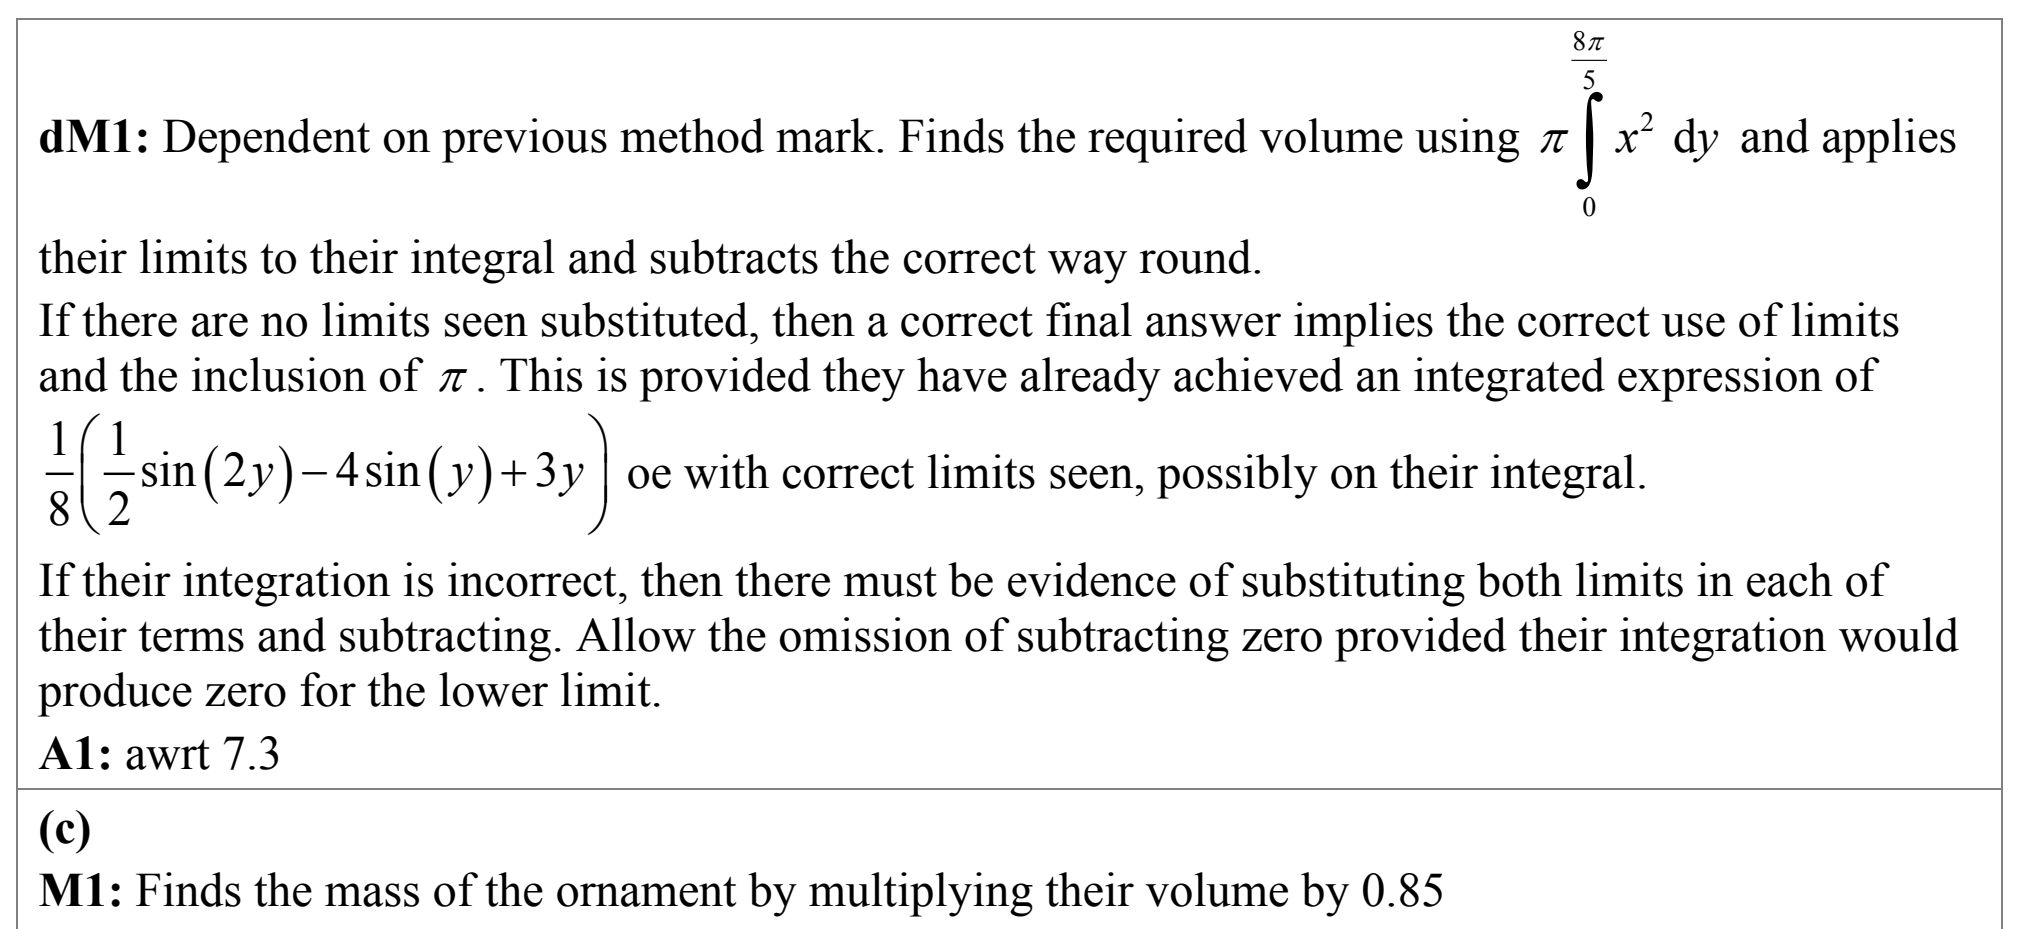 dM1: Dependent on previous method mark. Finds the required volume using π∫₀^(8π/5) x² dy and applies
their limits to their integral and subtracts the correct way round.
If there are no limits seen substituted, then a correct final answer implies the correct use of limits
and the inclusion of π. This is provided they have already achieved an integrated expression of
1/8(1/2 sin(2y)−4sin(y)+3y) oe with correct limits seen, possibly on their integral.
If their integration is incorrect, then there must be evidence of substituting both limits in each of
their terms and subtracting. Allow the omission of subtracting zero provided their integration would
produce zero for the lower limit.
A1: awrt 7.3
(c)
M1: Finds the mass of the ornament by multiplying their volume by 0.85